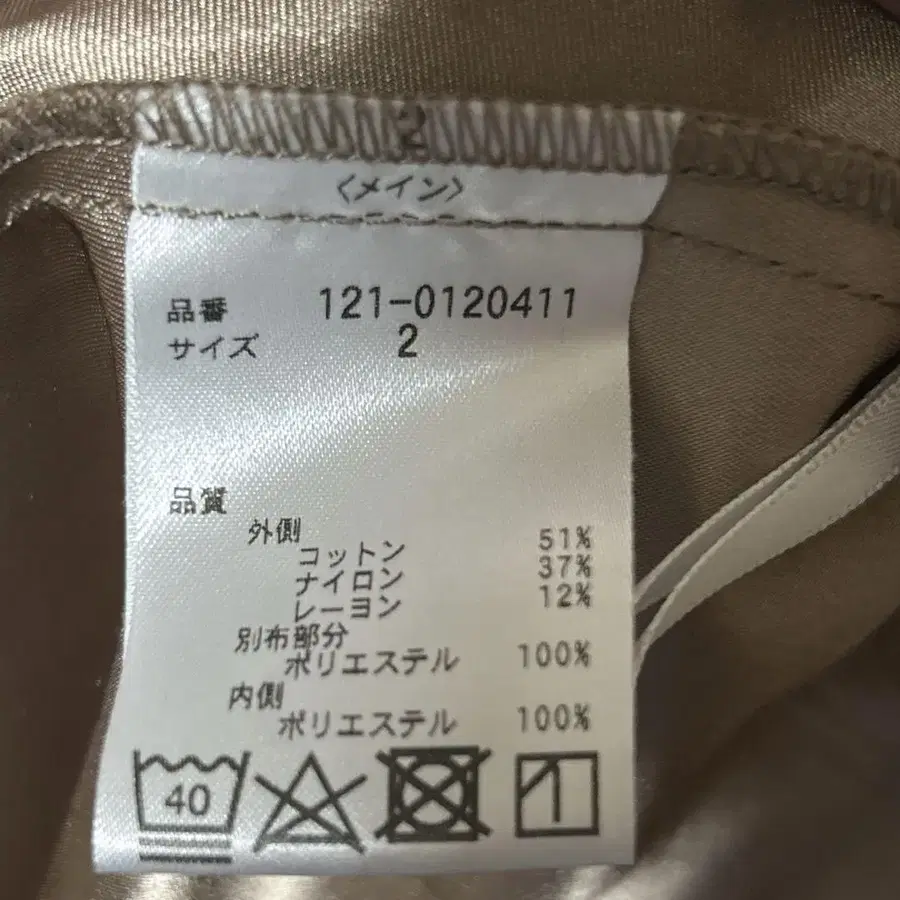 2
〈メイン〉
品番 121-0120411
サイズ 2
品質
外側
コットン 51%
ナイロン 37%
レーヨン 12%
別布部分
ポリエステル 100%
内側
ポリエステル 100%
40